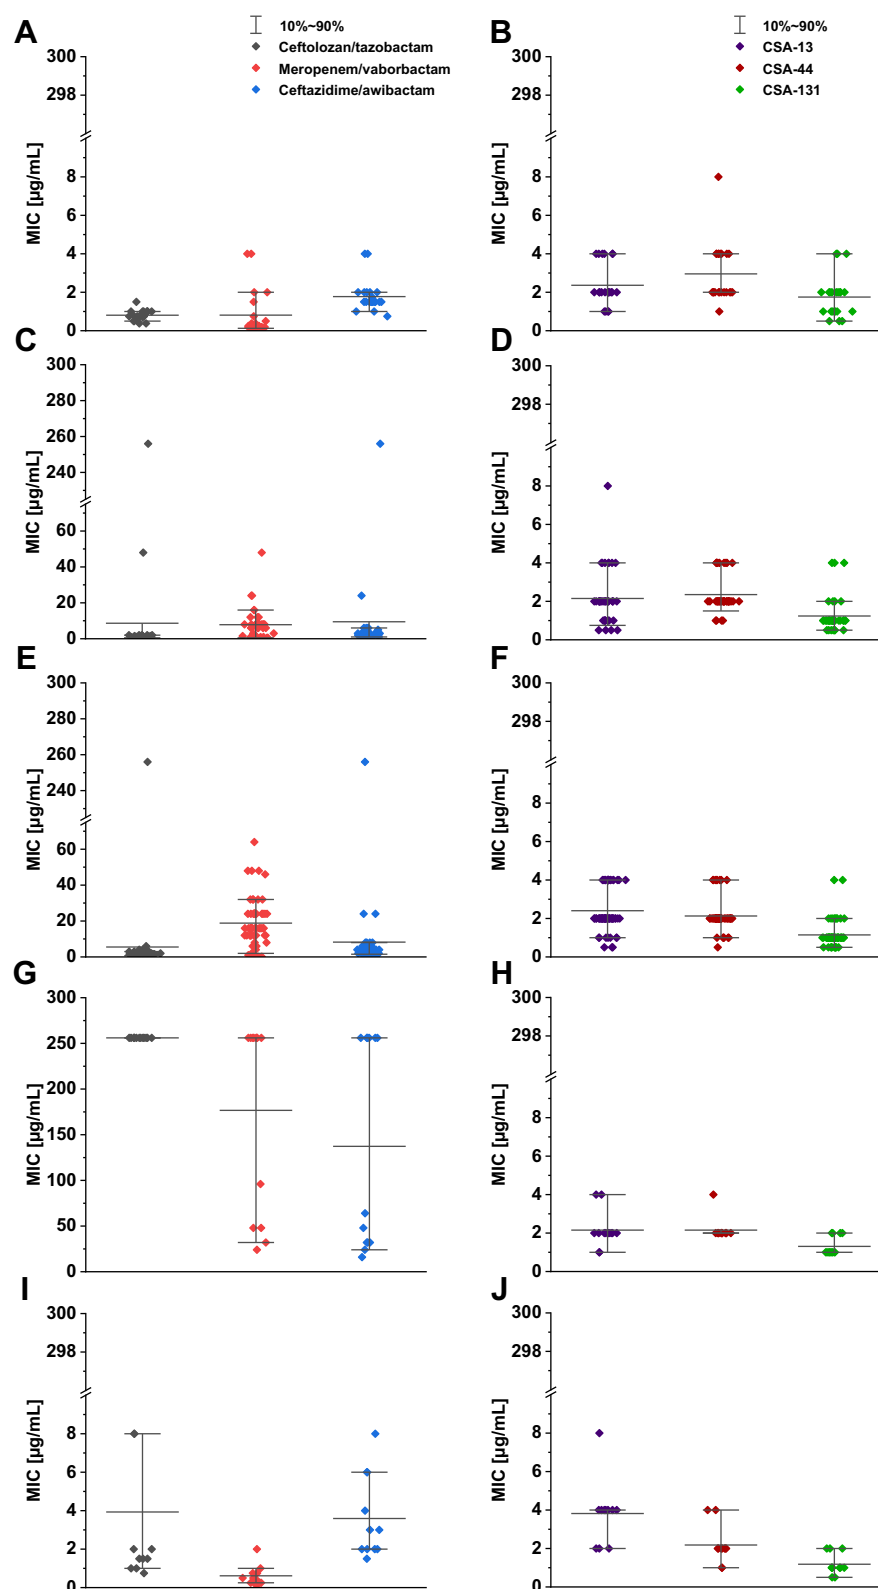 A
10%~90%
Ceftolozan/tazobactam
Meropenem/vaborbactam
Ceftazidime/awibactam
MIC [µg/mL]
300
298
8
6
4
2
0
B
10%~90%
CSA-13
CSA-44
CSA-131
MIC [µg/mL]
300
298
8
6
4
2
0
C
MIC [µg/mL]
300
280
260
240
60
40
20
0
D
MIC [µg/mL]
300
298
8
6
4
2
0
E
MIC [µg/mL]
300
280
260
240
60
40
20
0
F
MIC [µg/mL]
300
298
8
6
4
2
0
G
MIC [µg/mL]
300
250
200
150
100
50
0
H
MIC [µg/mL]
300
298
8
6
4
2
0
I
MIC [µg/mL]
300
298
8
6
4
2
0
J
MIC [µg/mL]
300
298
8
6
4
2
0